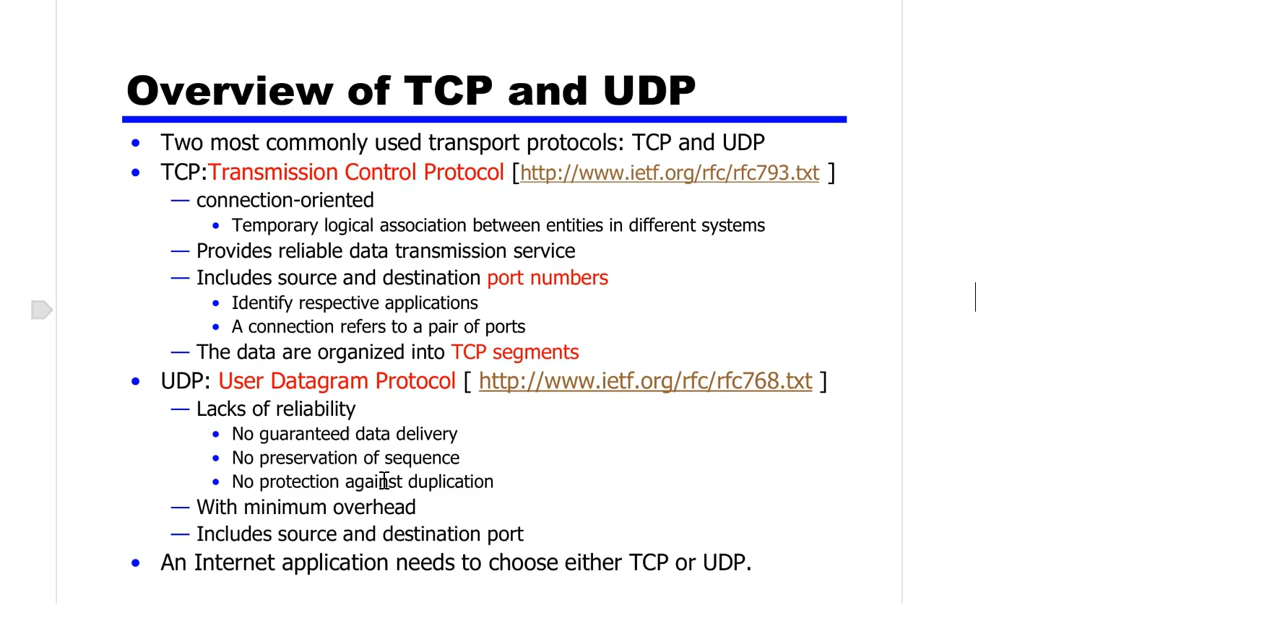 Overview of TCP and UDP
• Two most commonly used transport protocols: TCP and UDP
• TCP:Transmission Control Protocol [http://www.ietf.org/rfc/rfc793.txt ]
— connection-oriented
• Temporary logical association between entities in different systems
— Provides reliable data transmission service
— Includes source and destination port numbers
• Identify respective applications
• A connection refers to a pair of ports
— The data are organized into TCP segments
• UDP: User Datagram Protocol [ http://www.ietf.org/rfc/rfc768.txt ]
— Lacks of reliability
• No guaranteed data delivery
• No preservation of sequence
• No protection against duplication
— With minimum overhead
— Includes source and destination port
• An Internet application needs to choose either TCP or UDP.